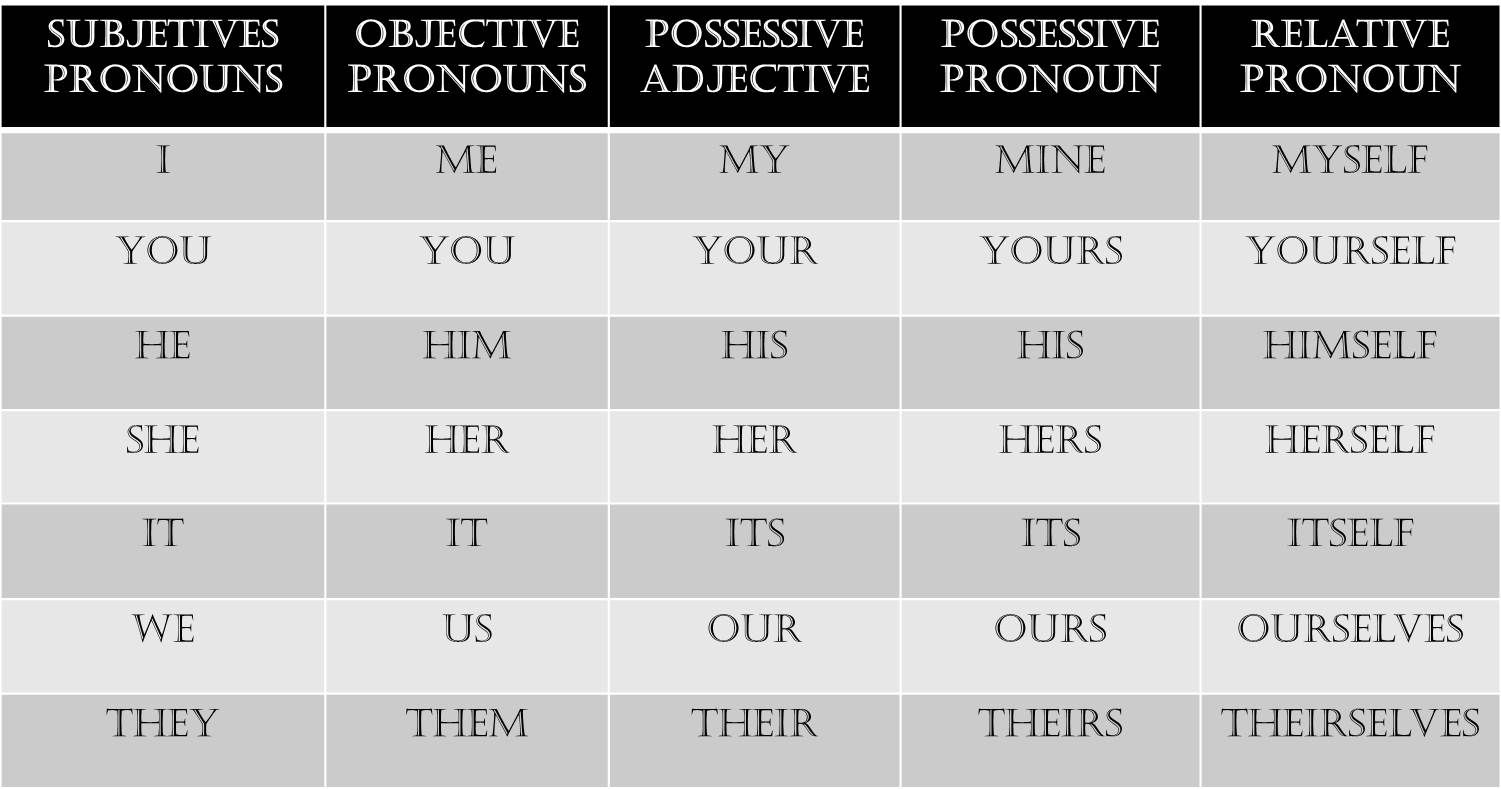 SUBJETIVES PRONOUNS OBJECTIVE PRONOUNS POSSESSIVE ADJECTIVE POSSESSIVE PRONOUN RELATIVE PRONOUN
I ME MY MINE MYSELF
YOU YOU YOUR YOURS YOURSELF
HE HIM HIS HIS HIMSELF
SHE HER HER HERS HERSELF
IT IT ITS ITS ITSELF
WE US OUR OURS OURSELVES
THEY THEM THEIR THEIRS THEIRSELVES